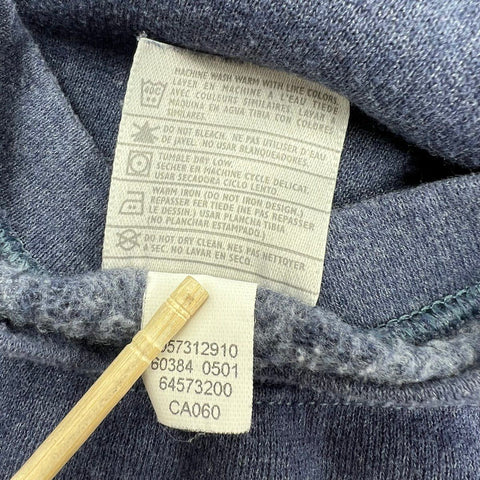 MACHINE WASH WARM WITH LIKE COLORS
LAVER EN MACHINE A L'EAU TIEDE
AVEC COULEURS SIMILAIRES. LAVAR EN
MAQUINA EN AGUA TIBIA CON COLORES
SIMILARES.
DO NOT BLEACH. NE PAS UTILISER D'EAU
DE JAVEL. NO USAR BLANQUEADORES.
TUMBLE DRY LOW
SECHER EN MACHINE CYCLE DELICAT
USAR SECADORA CICLO LENTO.
WARM IRON (DO NOT IRON DESIGN.)
REPASSER FER TIEDE (NE PAS REPASSER
LE DESSIN.) USAR PLANCHA TIBIA
(NO PLANCHAR ESTAMPADO.)
DO NOT DRY CLEAN. NES PAS NETTOYER
A SEC. NO LAVAR EN SECO.
057312910
60384 0501
64573200
CA060